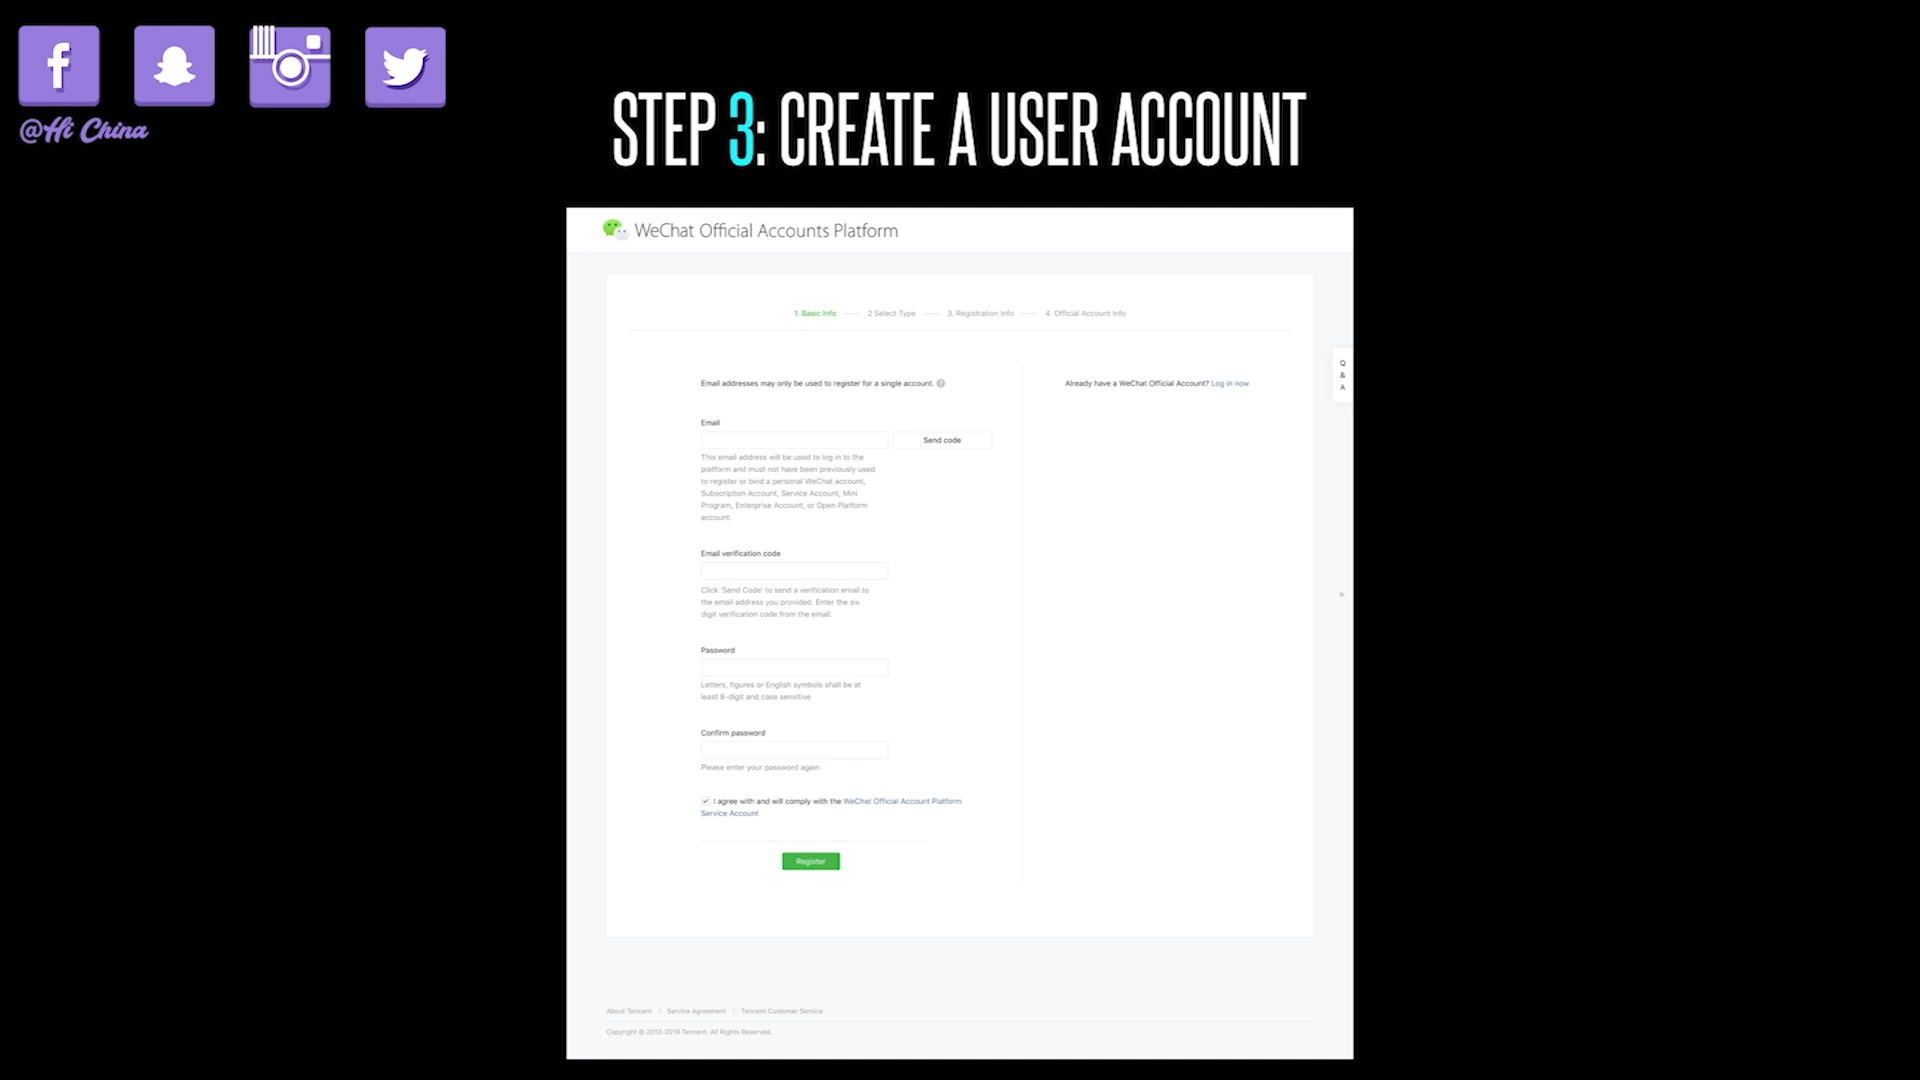 @Hi China
STEP 3: CREATE A USER ACCOUNT
WeChat Official Accounts Platform
1. Basic Info 2 Select Type 3. Registration Info 4. Official Account Info
Email addresses may only be used to register for a single account. ?
Already have a WeChat Official Account? Log in now
Q
&
A
Email
Send code
This email address will be used to log in to the
platform and must not have been previously used
to register or bind a personal WeChat account,
Subscription Account, Service Account, Mini
Program, Enterprise Account, or Open Platform
account.
Email verification code
Click 'Send Code' to send a verification email to
the email address you provided. Enter the six
digit verification code from the email.
Password
Letters, figures or English symbols shall be at
least 8-digit and case sensitive
Confirm password
Please enter your password again
I agree with and will comply with the WeChat Official Account Platform
Service Account
Register
About Tencent | Service Agreement | Tencent Customer Service
Copyright © 2012-2019 Tencent. All Rights Reserved.